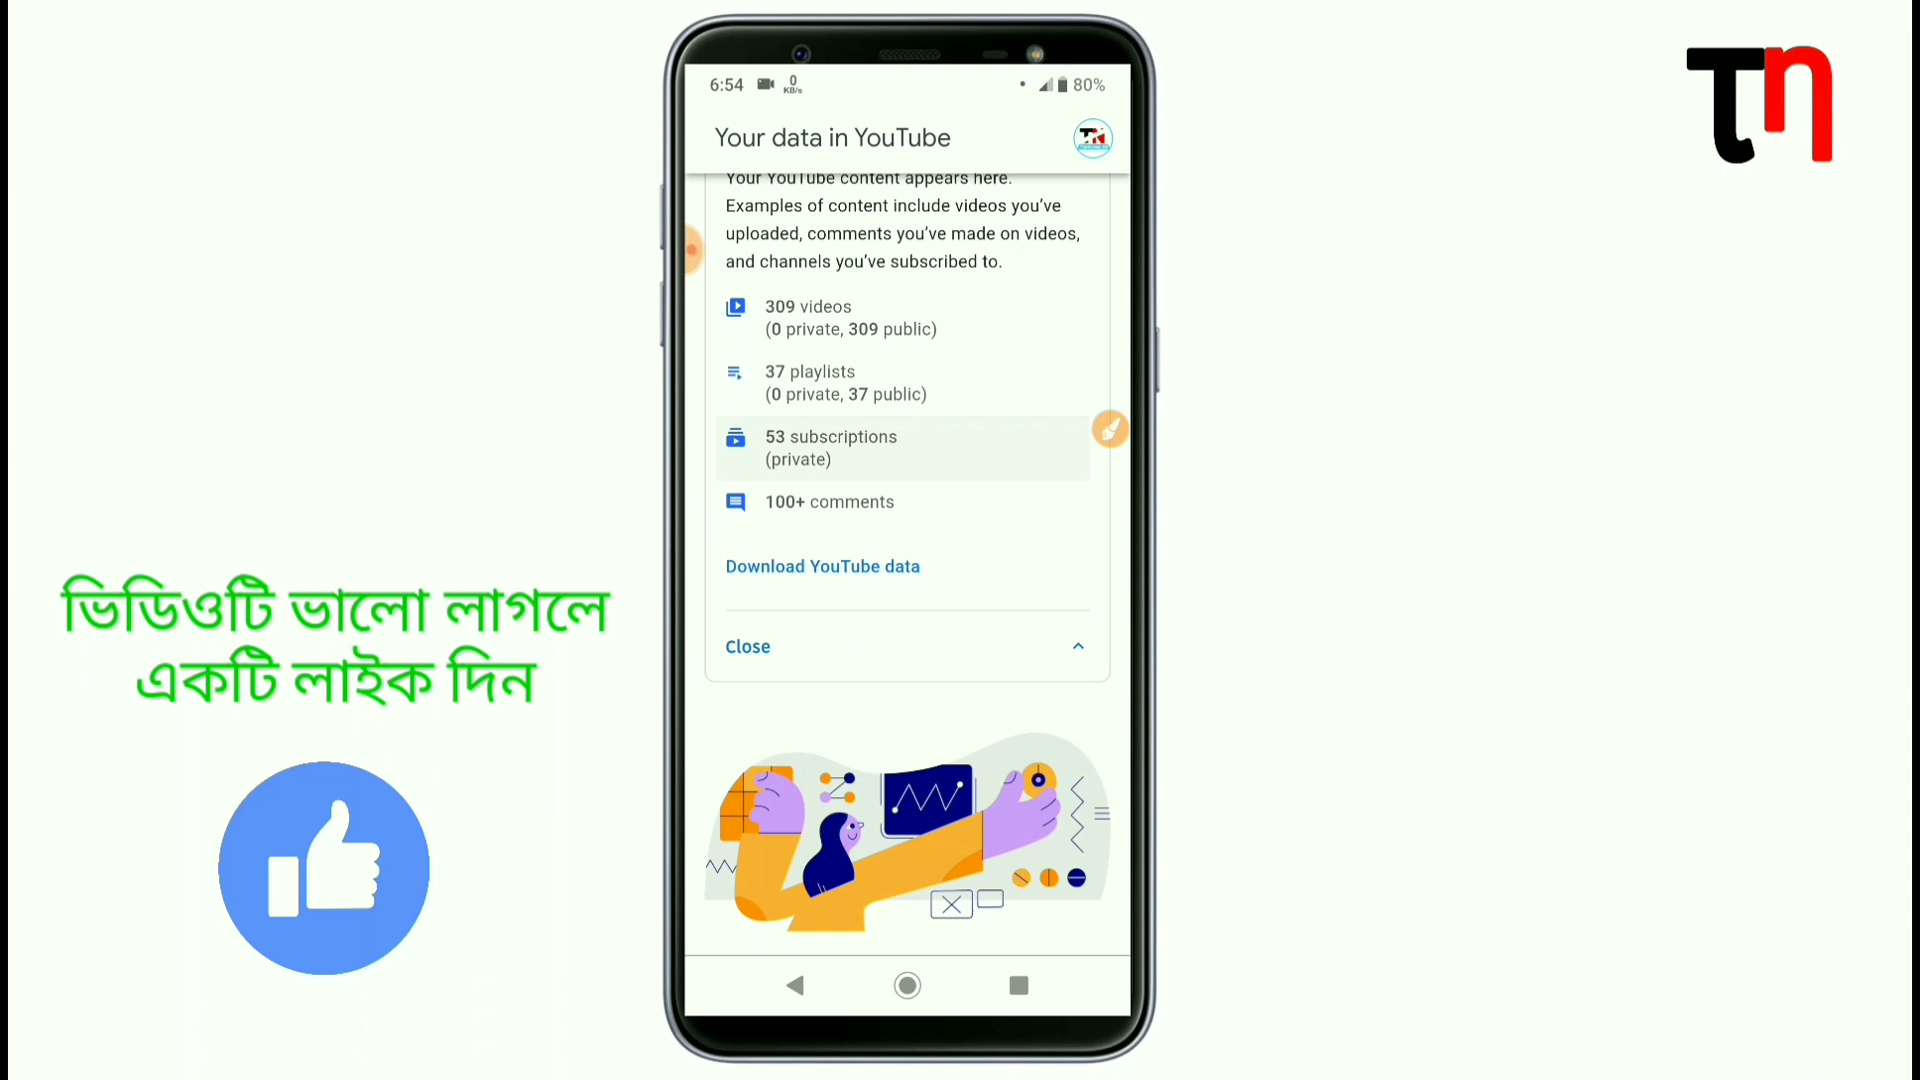 6:54
0
KB/s
80%
Your data in YouTube
Your YouTube content appears here.
Examples of content include videos you’ve
uploaded, comments you’ve made on videos,
and channels you’ve subscribed to.
309 videos
(0 private, 309 public)
37 playlists
(0 private, 37 public)
53 subscriptions
(private)
100+ comments
Download YouTube data
Close
ভিডিওটি ভালো লাগলে
একটি লাইক দিন
Tn